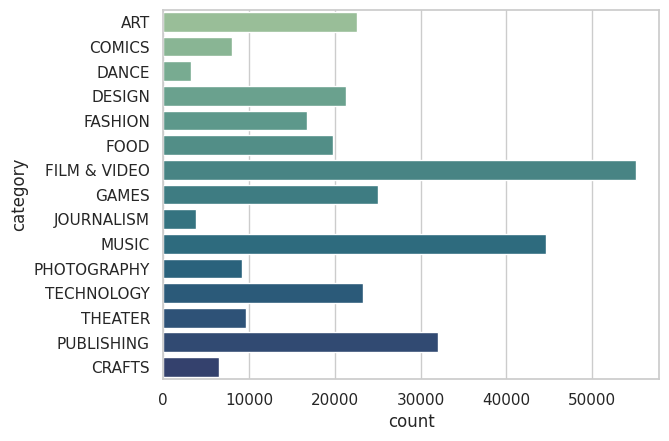 ART
COMICS
DANCE
DESIGN
FASHION
FOOD
FILM & VIDEO
GAMES
JOURNALISM
MUSIC
PHOTOGRAPHY
TECHNOLOGY
THEATER
PUBLISHING
CRAFTS
category
0 10000 20000 30000 40000 50000
count